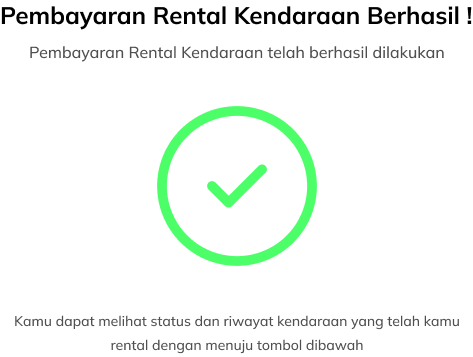 Pembayaran Rental Kendaraan Berhasil !
Pembayaran Rental Kendaraan telah berhasil dilakukan
Kamu dapat melihat status dan riwayat kendaraan yang telah kamu
rental dengan menuju tombol dibawah